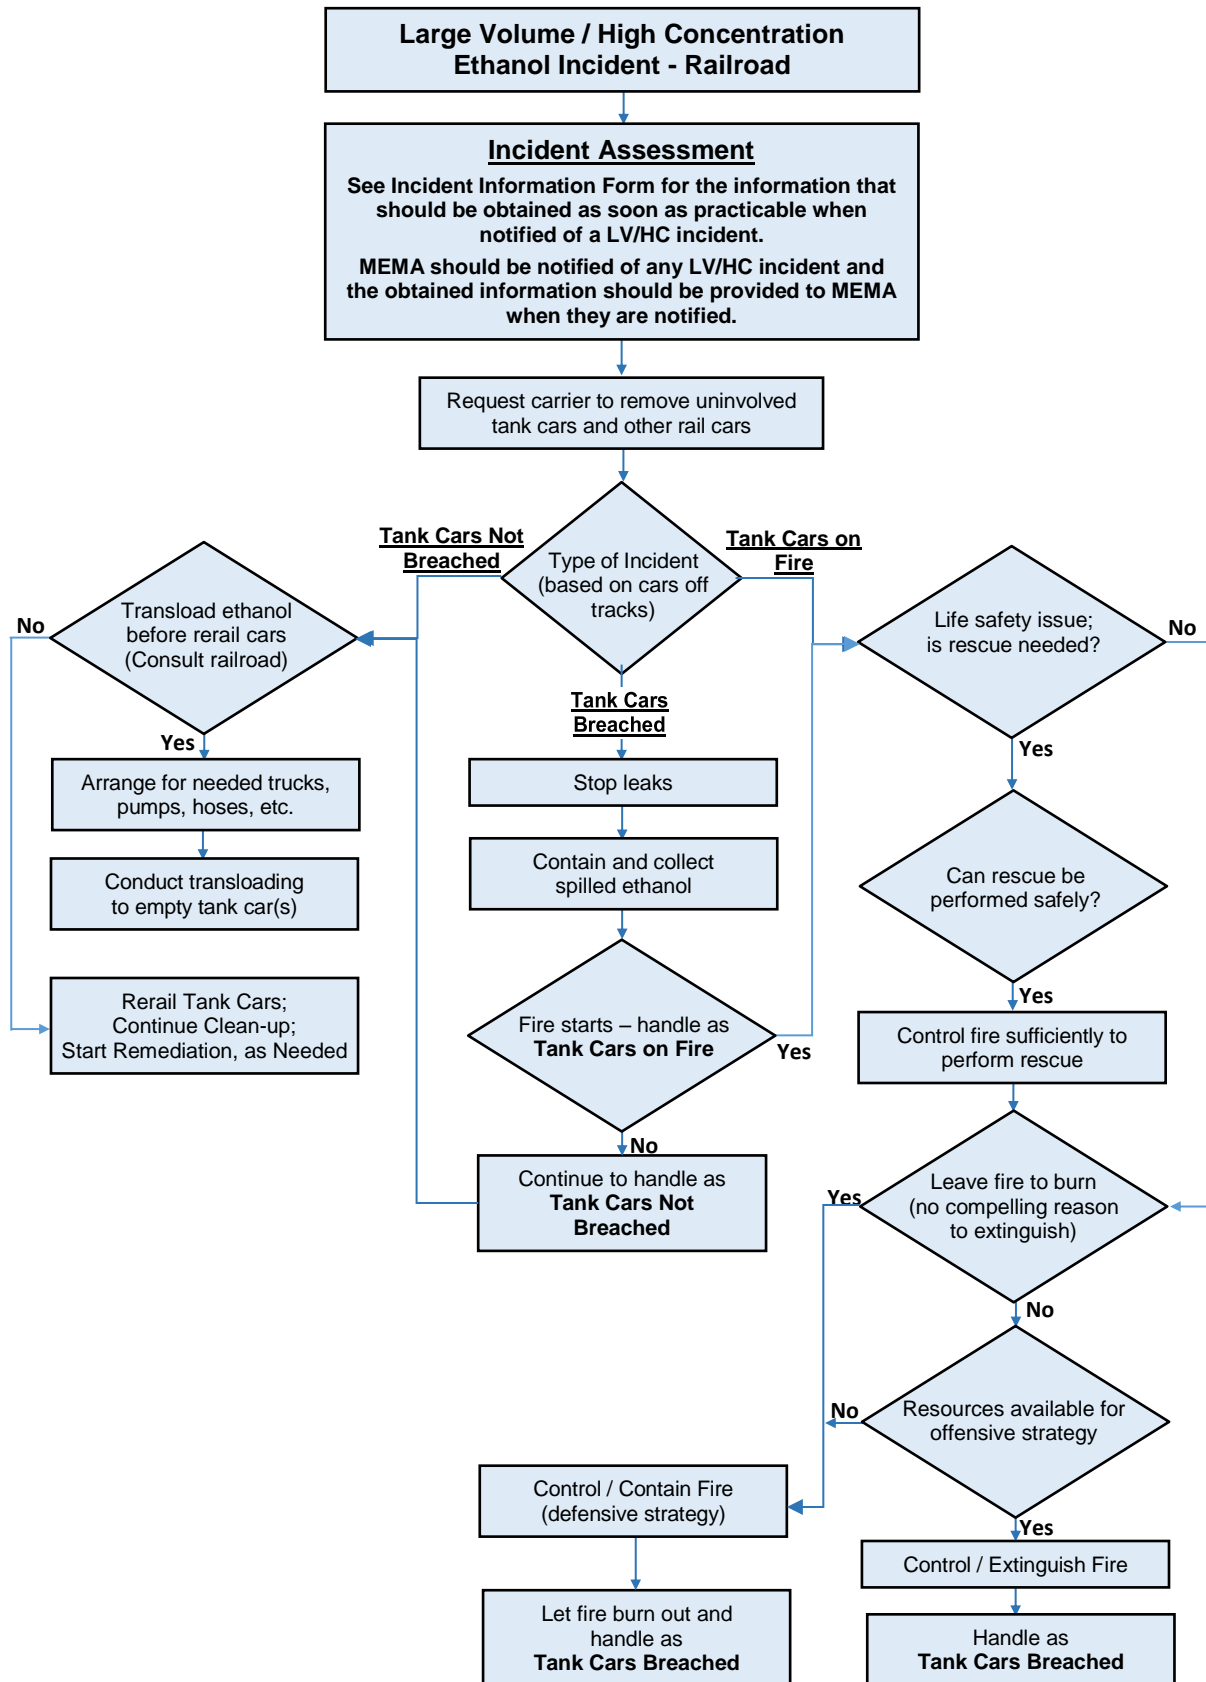 Large Volume / High Concentration
Ethanol Incident - Railroad
Incident Assessment
See Incident Information Form for the information that
should be obtained as soon as practicable when
notified of a LV/HC incident.
MEMA should be notified of any LV/HC incident and
the obtained information should be provided to MEMA
when they are notified.
Request carrier to remove uninvolved
tank cars and other rail cars
Tank Cars Not
Breached
Type of Incident
(based on cars off
tracks)
Tank Cars on
Fire
Tank Cars
Breached
No
Transload ethanol
before rerail cars
(Consult railroad)
Yes
Arrange for needed trucks,
pumps, hoses, etc.
Conduct transloading
to empty tank car(s)
Rerail Tank Cars;
Continue Clean-up;
Start Remediation, as Needed
Stop leaks
Contain and collect
spilled ethanol
Fire starts – handle as
Tank Cars on Fire
Yes
No
Continue to handle as
Tank Cars Not
Breached
Life safety issue;
is rescue needed?
No
Yes
Can rescue be
performed safely?
Yes
Control fire sufficiently to
perform rescue
Leave fire to burn
(no compelling reason
to extinguish)
Yes
No
Resources available for
offensive strategy
No
Yes
Control / Contain Fire
(defensive strategy)
Let fire burn out and
handle as
Tank Cars Breached
Control / Extinguish Fire
Handle as
Tank Cars Breached